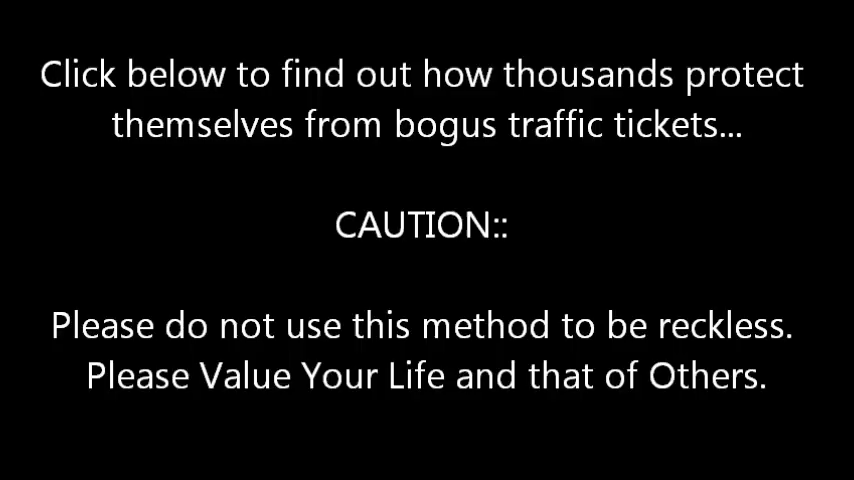 Click below to find out how thousands protect
themselves from bogus traffic tickets...
CAUTION::
Please do not use this method to be reckless.
Please Value Your Life and that of Others.